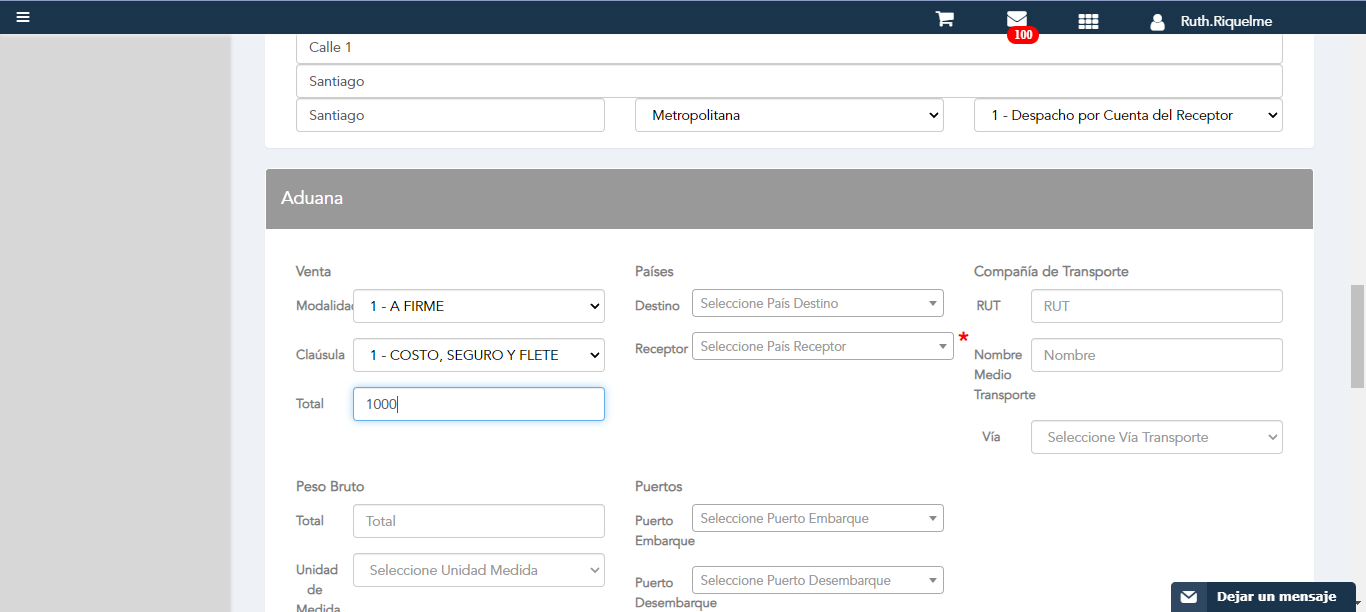 Ruth.Riquelme
100
Calle 1
Santiago
Santiago
Metropolitana
1 - Despacho por Cuenta del Receptor
Aduana
Venta
Modalidad
1 - A FIRME
Claúsula
1 - COSTO, SEGURO Y FLETE
Total
1000
Países
Destino
Seleccione País Destino
Receptor
Seleccione País Receptor
*
Compañía de Transporte
RUT
RUT
Nombre
Medio
Transporte
Nombre
Vía
Seleccione Vía Transporte
Peso Bruto
Total
Total
Unidad
de
Medida
Seleccione Unidad Medida
Puertos
Puerto
Embarque
Seleccione Puerto Embarque
Puerto
Desembarque
Seleccione Puerto Desembarque
Dejar un mensaje